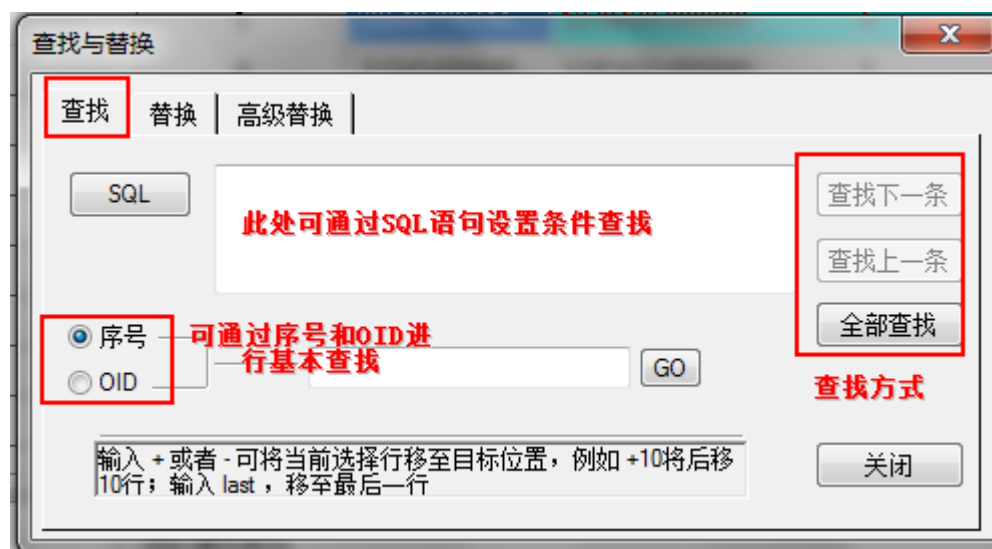 查找与替换
查找 替换 高级替换
SQL
此处可通过SQL语句设置条件查找
查找下一条
查找上一条
全部查找
序号
可通过序号和OID进
行基本查找
OID
GO
查找方式
输入 + 或者 - 可将当前选择行移至目标位置，例如 +10将后移
10行；输入 last ，移至最后一行
关闭